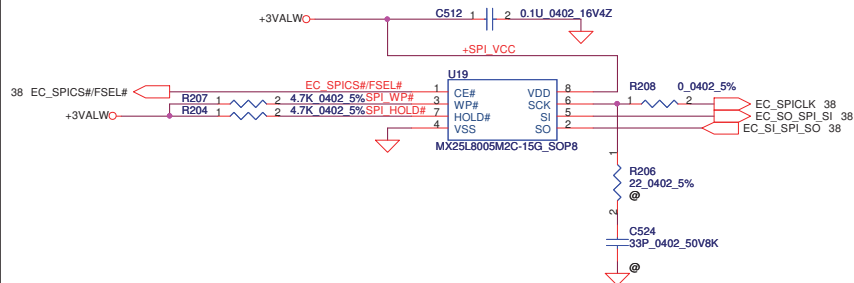 C512 1 2 0.1U_0402_16V4Z
+3VALW
+SPI_VCC
U19
38 EC_SPICS#/FSEL# EC_SPICS#/FSEL# 1 CE# VDD 8 R208 0_0402_5%
R207 1 2 4.7K_0402_5% SPI_WP# 3 WP# SCK 6 1 2 EC_SPICLK 38
+3VALW R204 1 2 4.7K_0402_5% SPI_HOLD# 7 HOLD# SI 5 EC_SO_SPI_SI 38
4 VSS SO 2 EC_SI_SPI_SO 38
MX25L8005M2C-15G_SOP8
1
R206
22_0402_5%
@
2
C524
33P_0402_50V8K
@